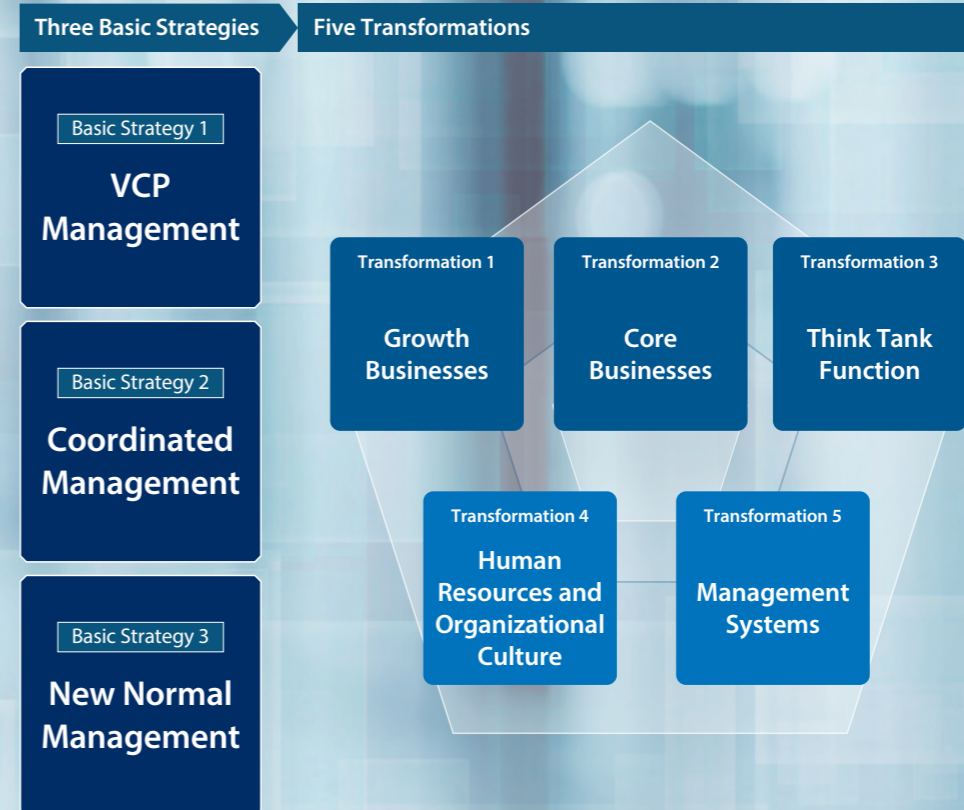 Three Basic Strategies
Five Transformations
Basic Strategy 1
VCP
Management
Basic Strategy 2
Coordinated
Management
Basic Strategy 3
New Normal
Management
Transformation 1
Growth
Businesses
Transformation 2
Core
Businesses
Transformation 3
Think Tank
Function
Transformation 4
Human
Resources and
Organizational
Culture
Transformation 5
Management
Systems